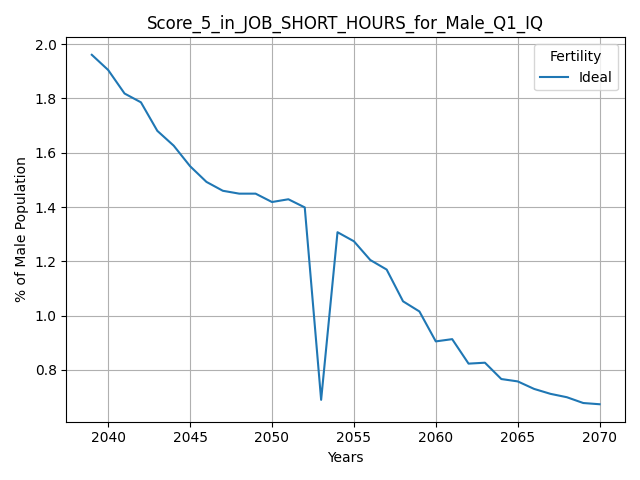 Score_5_in_JOB_SHORT_HOURS_for_Male_Q1_IQ
Fertility
Ideal
% of Male Population
2.0
1.8
1.6
1.4
1.2
1.0
0.8
2040 2045 2050 2055 2060 2065 2070
Years